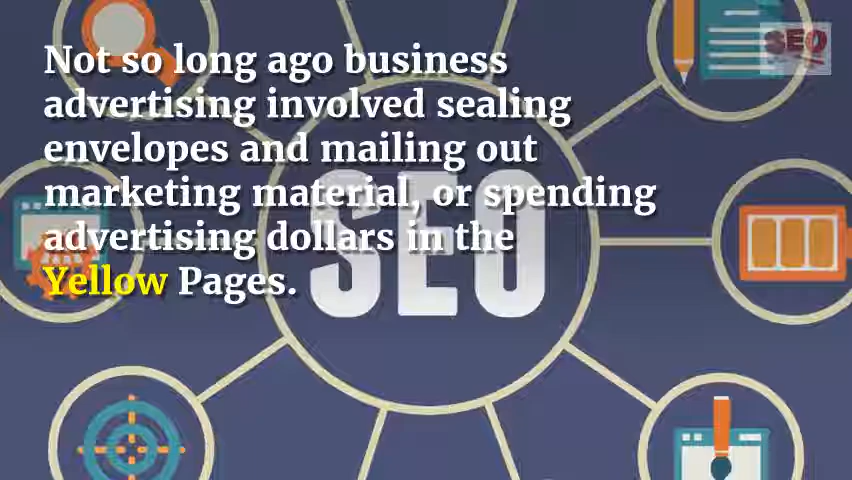 Not so long ago business
advertising involved sealing
envelopes and mailing out
marketing material, or spending
advertising dollars in the
Yellow Pages.
SEO
SEO